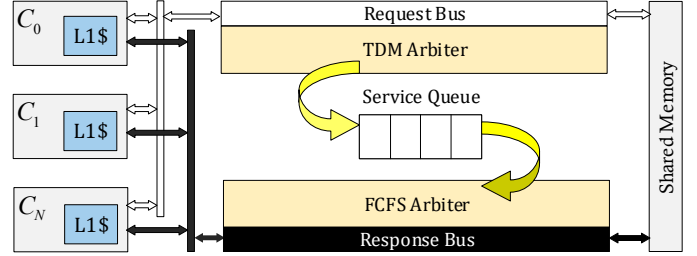 C0
L1$
C1
L1$
CN
L1$
Request Bus
TDM Arbiter
Service Queue
FCFS Arbiter
Response Bus
Shared Memory